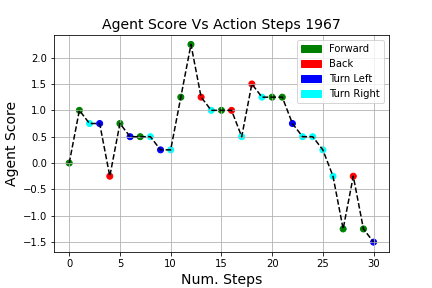 Agent Score Vs Action Steps 1967
Forward
Back
Turn Left
Turn Right
Agent Score
2.0
1.5
1.0
0.5
0.0
−0.5
−1.0
−1.5
0 5 10 15 20 25 30
Num. Steps